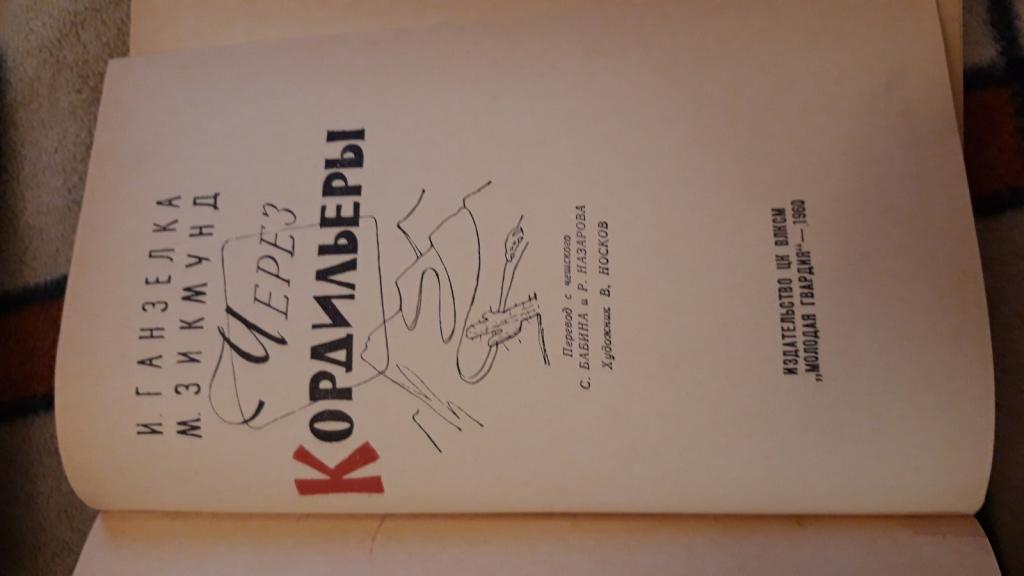 И. ГАНЗЕЛКА
М. ЗИКМУНД
ЧЕРЕЗ
КОРДИЛЬЕРЫ
Перевод с чешского
С. БАБИНА и Р. НАЗАРОВА
Художник В. НОСКОВ
ИЗДАТЕЛЬСТВО ЦК ВЛКСМ
„МОЛОДАЯ ГВАРДИЯ“—1960